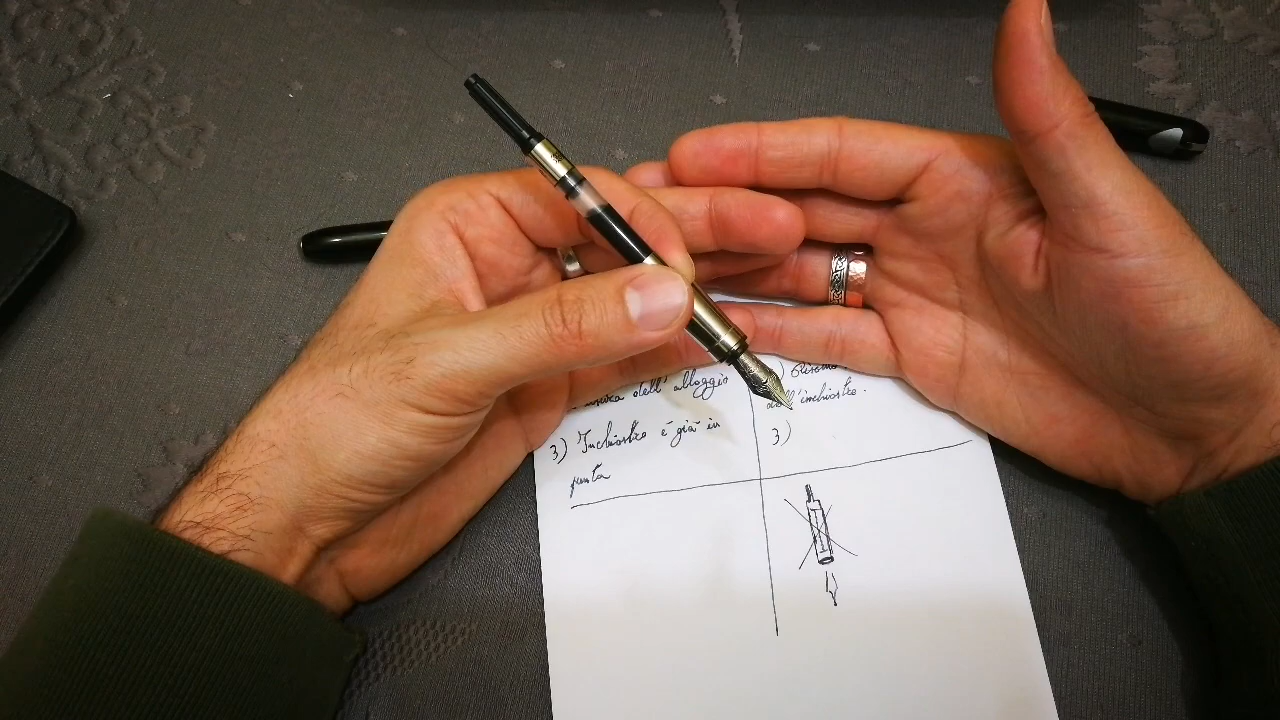 dell' alloggio
3) Inchiostro è già in
punta
)
dell'inchiostro.
3)